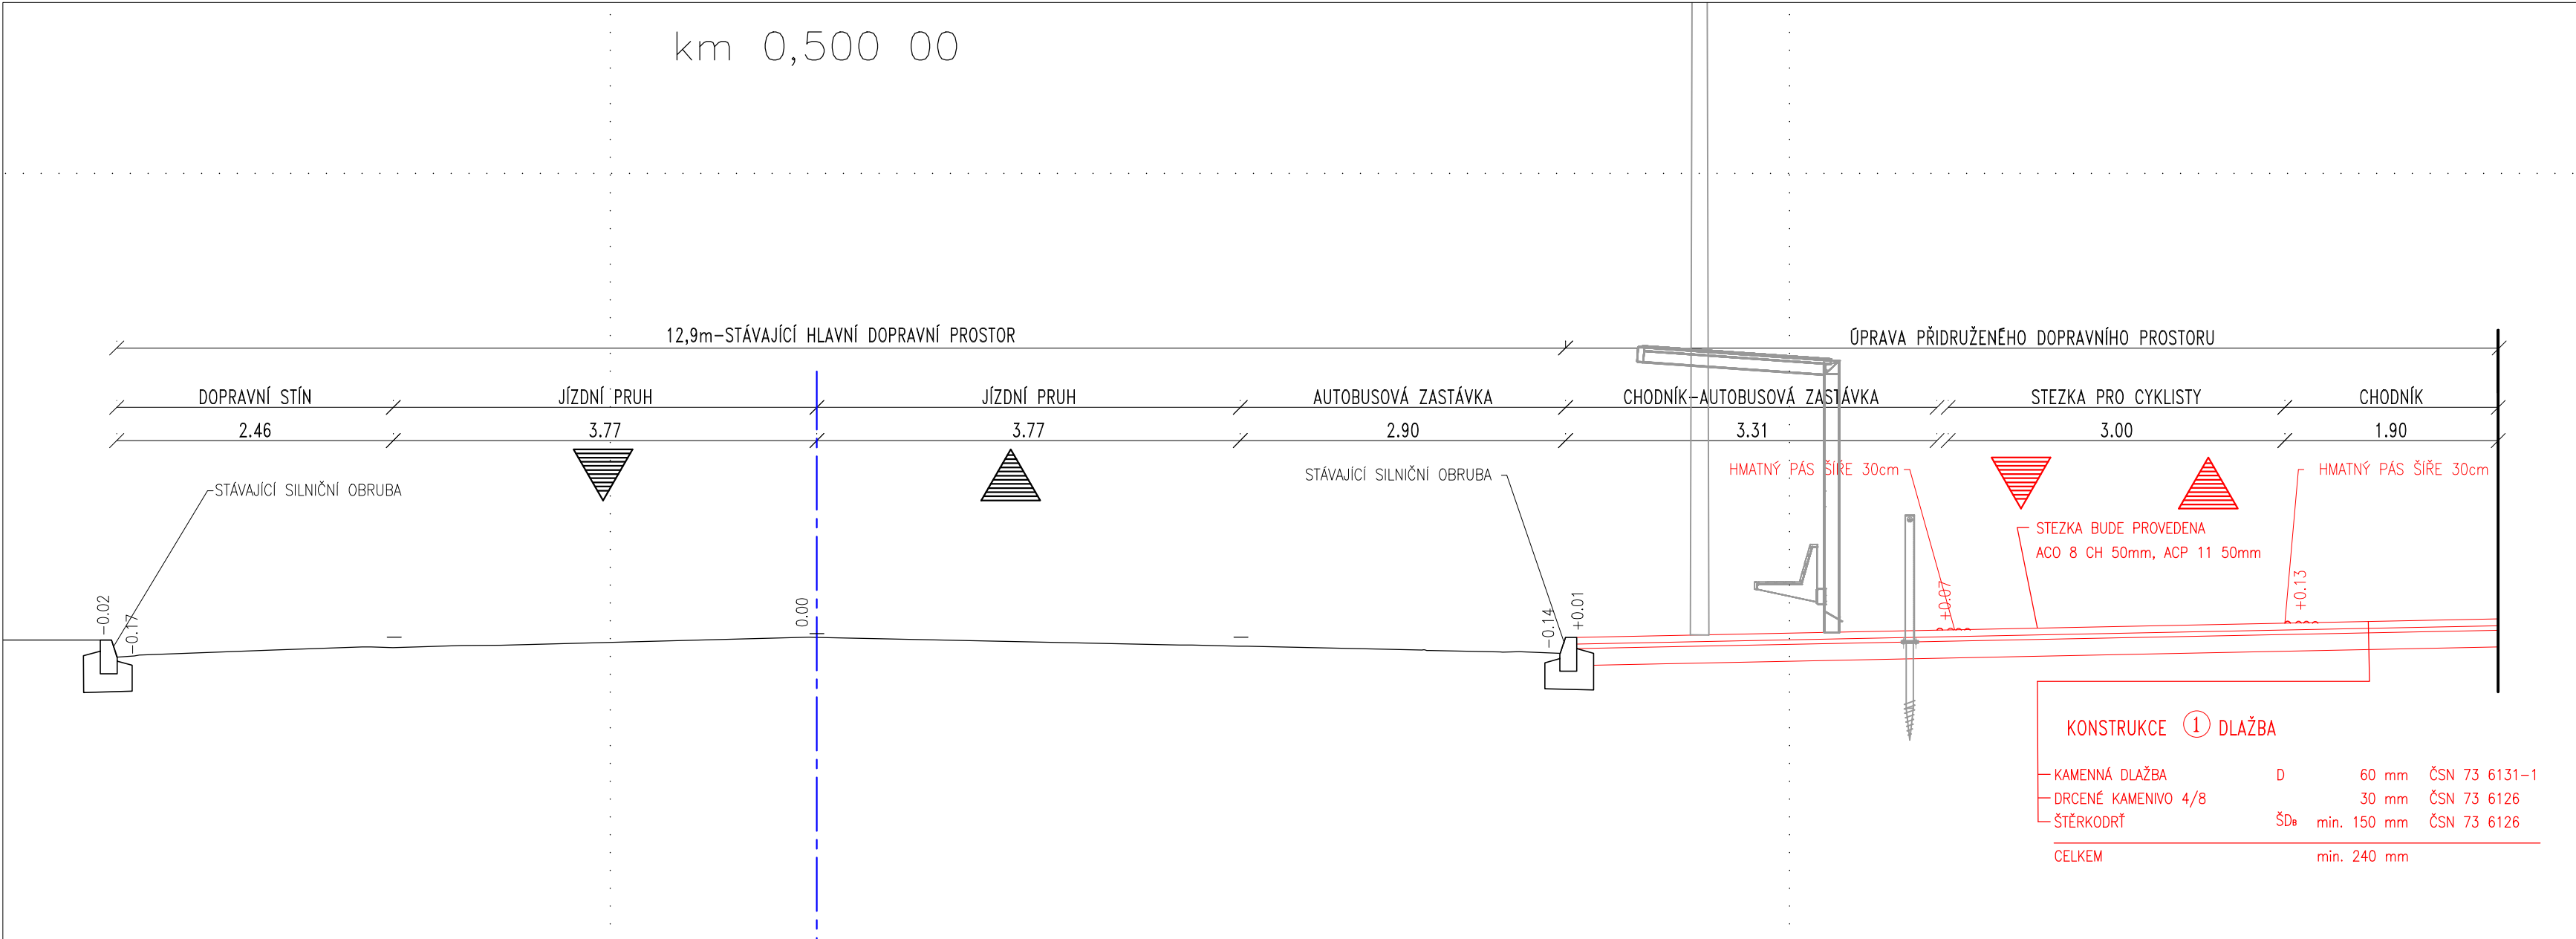 km 0,500 00
12,9m-STÁVAJÍCÍ HLAVNÍ DOPRAVNÍ PROSTOR
ÚPRAVA PŘIDRUŽENÉHO DOPRAVNÍHO PROSTORU
DOPRAVNÍ STÍN
JÍZDNÍ PRUH
JÍZDNÍ PRUH
AUTOBUSOVÁ ZASTÁVKA
CHODNÍK-AUTOBUSOVÁ ZASTÁVKA
STEZKA PRO CYKLISTY
CHODNÍK
2.46
3.77
3.77
2.90
3.31
3.00
1.90
STÁVAJÍCÍ SILNIČNÍ OBRUBA
STÁVAJÍCÍ SILNIČNÍ OBRUBA
HMATNÝ PÁS ŠÍŘE 30cm
HMATNÝ PÁS ŠÍŘE 30cm
STEZKA BUDE PROVEDENA
ACO 8 CH 50mm, ACP 11 50mm
-0.02
-0.17
0.00
-0.14
+0.01
+0.07
+0.13
KONSTRUKCE 1 DLAŽBA
KAMENNÁ DLAŽBA D 60 mm ČSN 73 6131-1
DRCENÉ KAMENIVO 4/8 30 mm ČSN 73 6126
ŠTĚRKODRŤ ŠDB min. 150 mm ČSN 73 6126
CELKEM min. 240 mm